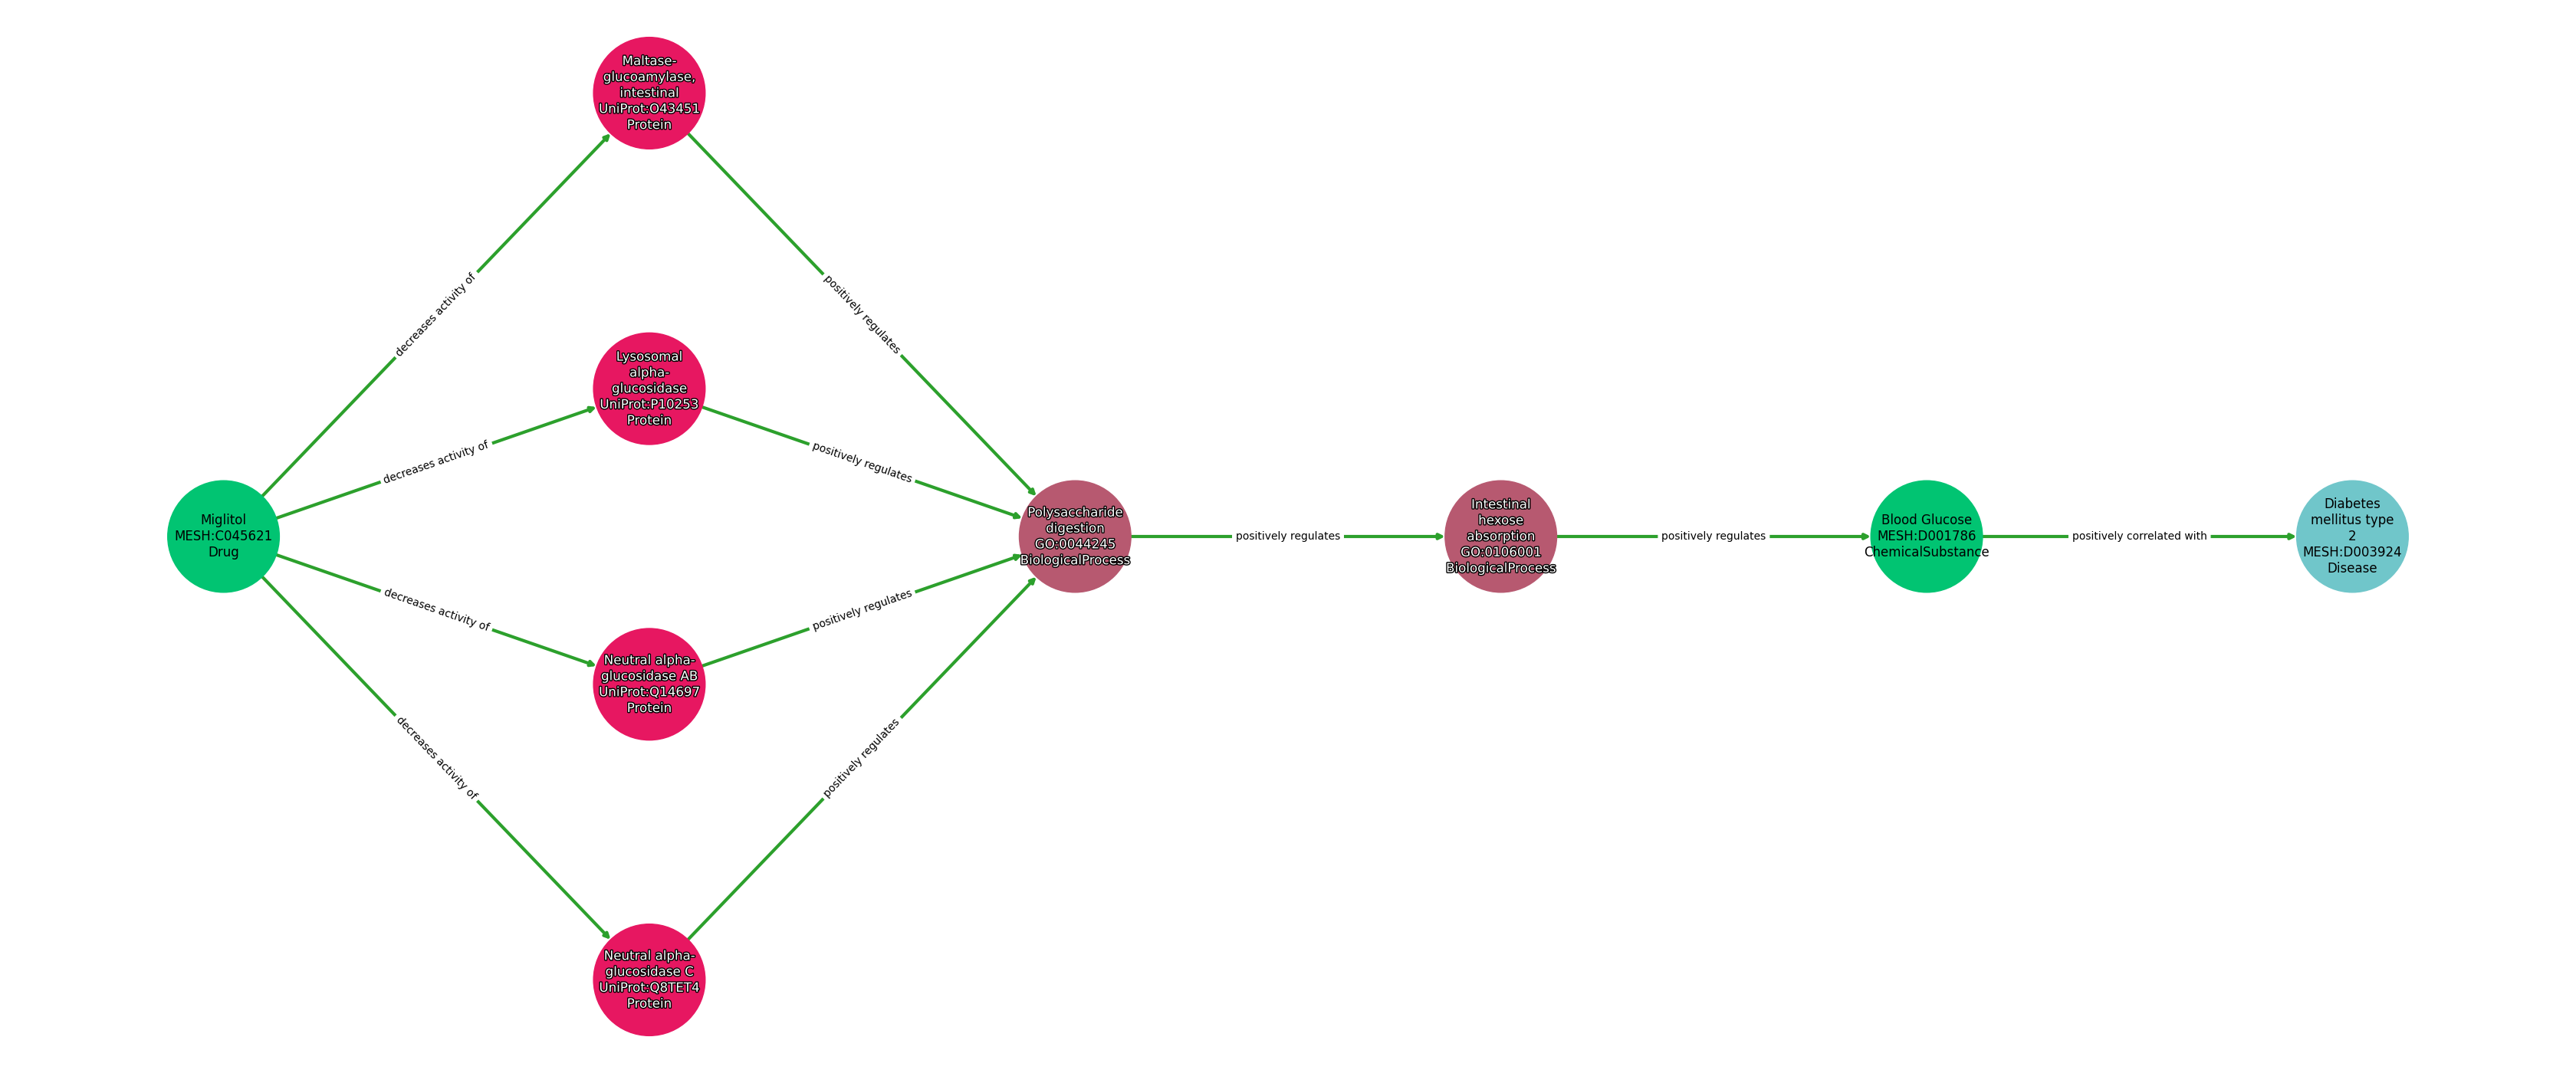 Maltase-
glucoamylase,
intestinal
UniProt:O43451
Protein
decreases activity of
positively regulates
Lysosomal
alpha-
glucosidase
UniProt:P10253
Protein
decreases activity of
positively regulates
Miglitol
MESH:C045621
Drug
Polysaccharide
digestion
GO:0044245
BiologicalProcess
positively regulates
Intestinal
hexose
absorption
GO:0106001
BiologicalProcess
positively regulates
Blood Glucose
MESH:D001786
ChemicalSubstance
positively correlated with
Diabetes
mellitus type
2
MESH:D003924
Disease
decreases activity of
positively regulates
Neutral alpha-
glucosidase AB
UniProt:Q14697
Protein
decreases activity of
positively regulates
Neutral alpha-
glucosidase C
UniProt:Q8TET4
Protein